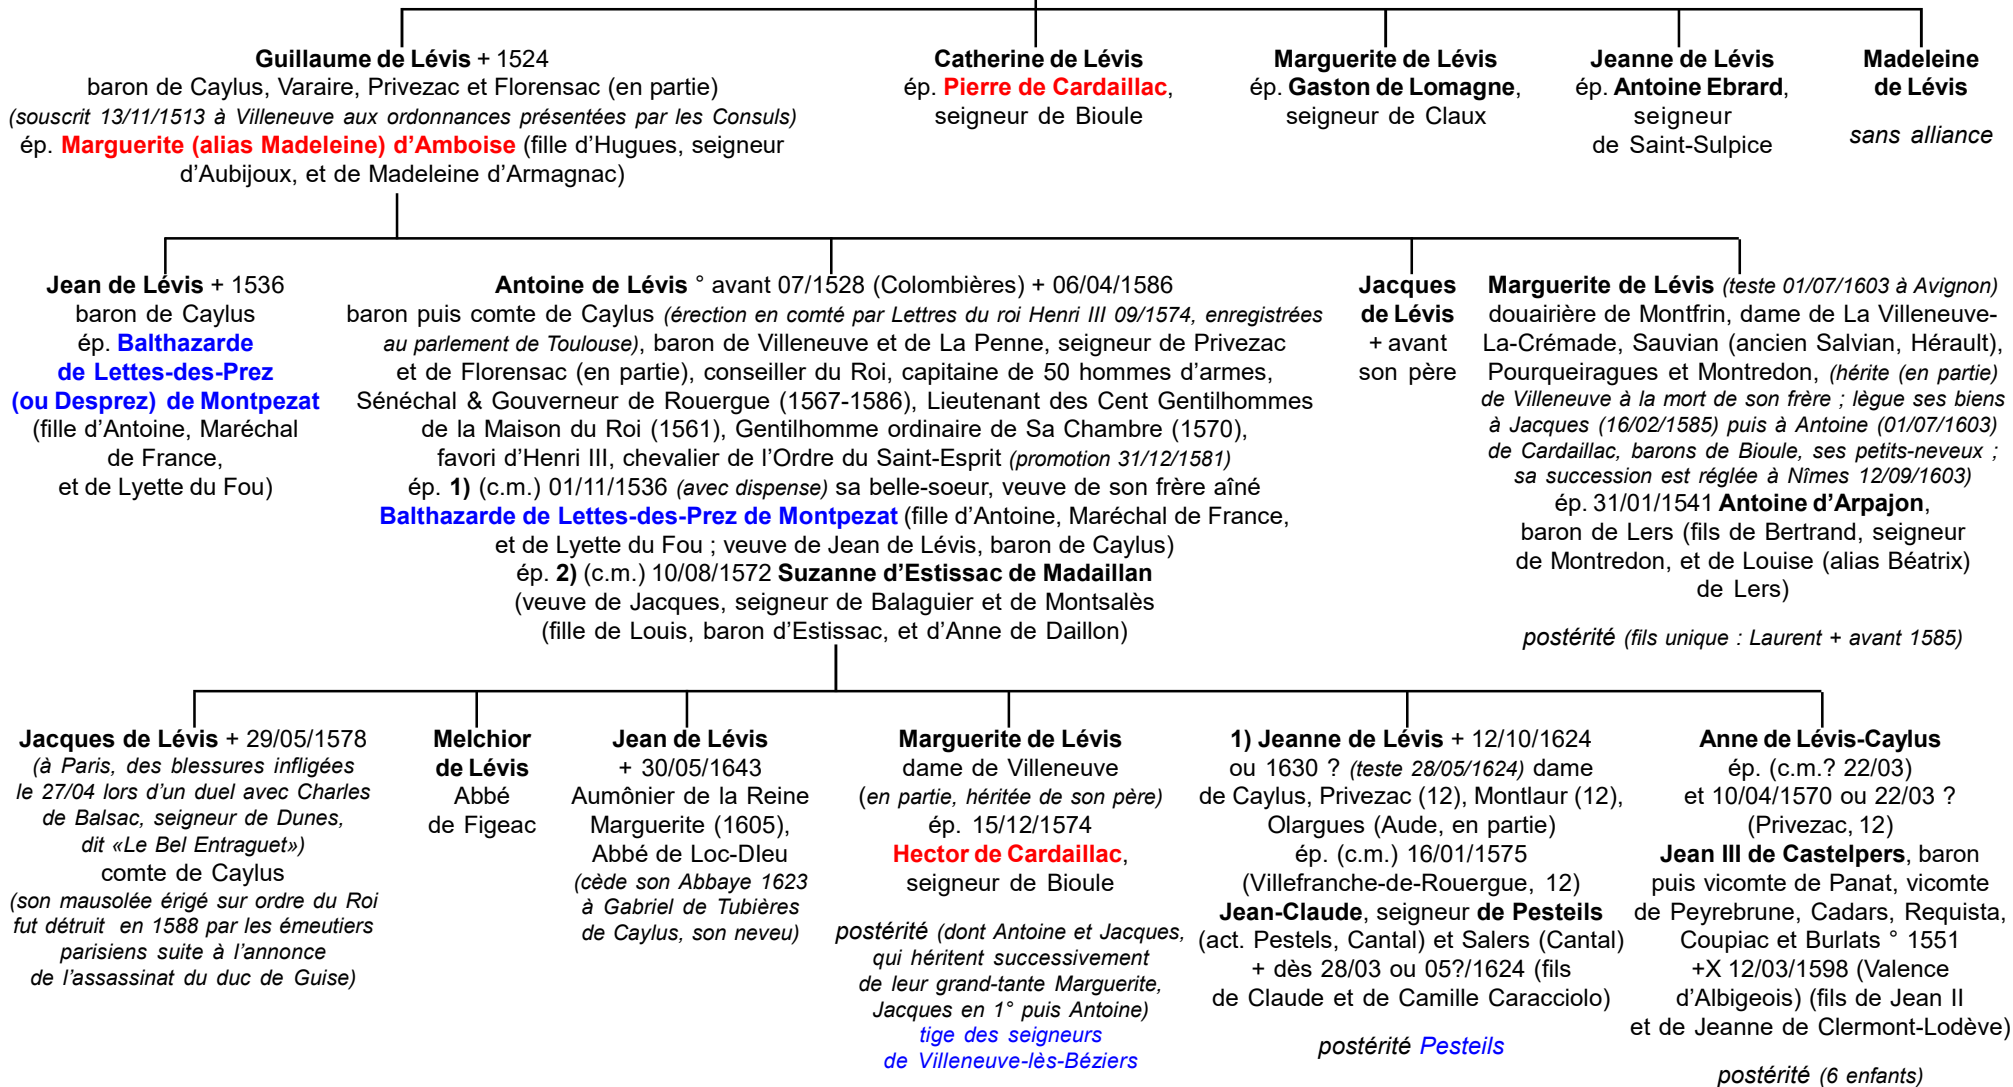 Guillaume de Lévis + 1524
baron de Caylus, Varaire, Privezac et Florensac (en partie)
(souscrit 13/11/1513 à Villeneuve aux ordonnances présentées par les Consuls)
ép. Marguerite (alias Madeleine) d'Amboise (fille d'Hugues, seigneur
d'Aubijoux, et de Madeleine d'Armagnac)
Catherine de Lévis
ép. Pierre de Cardaillac,
seigneur de Bioule
Marguerite de Lévis
ép. Gaston de Lomagne,
seigneur de Claux
Jeanne de Lévis
ép. Antoine Ebrard,
seigneur
de Saint-Sulpice
Madeleine
de Lévis
sans alliance
Jean de Lévis + 1536
baron de Caylus
ép. Balthazarde
de Lettes-des-Prez
(ou Desprez) de Montpezat
(fille d'Antoine, Maréchal
de France,
et de Lyette du Fou)
Antoine de Lévis ° avant 07/1528 (Colombières) + 06/04/1586
baron puis comte de Caylus (érection en comté par Lettres du roi Henri III 09/1574, enregistrées
au parlement de Toulouse), baron de Villeneuve et de La Penne, seigneur de Privezac
et de Florensac (en partie), conseiller du Roi, capitaine de 50 hommes d'armes,
Sénéchal & Gouverneur de Rouergue (1567-1586), Lieutenant des Cent Gentilhommes
de la Maison du Roi (1561), Gentilhomme ordinaire de Sa Chambre (1570),
favori d'Henri III, chevalier de l'Ordre du Saint-Esprit (promotion 31/12/1581)
ép. 1) (c.m.) 01/11/1536 (avec dispense) sa belle-soeur, veuve de son frère aîné
Balthazarde de Lettes-des-Prez de Montpezat (fille d'Antoine, Maréchal de France,
et de Lyette du Fou ; veuve de Jean de Lévis, baron de Caylus)
ép. 2) (c.m.) 10/08/1572 Suzanne d'Estissac de Madaillan
(veuve de Jacques, seigneur de Balaguier et de Montsalès
(fille de Louis, baron d'Estissac, et d'Anne de Daillon)
Jacques
de Lévis
+ avant
son père
Marguerite de Lévis (teste 01/07/1603 à Avignon)
douairière de Montfrin, dame de La Villeneuve-
La-Crémade, Sauvian (ancien Salvian, Hérault),
Pourqueiragues et Montredon, (hérite (en partie)
de Villeneuve à la mort de son frère ; lègue ses biens
à Jacques (16/02/1585) puis à Antoine (01/07/1603)
de Cardaillac, barons de Bioule, ses petits-neveux ;
sa succession est réglée à Nîmes 12/09/1603)
ép. 31/01/1541 Antoine d'Arpajon,
baron de Lers (fils de Bertrand, seigneur
de Montredon, et de Louise (alias Béatrix)
de Lers)
postérité (fils unique : Laurent + avant 1585)
Jacques de Lévis + 29/05/1578
(à Paris, des blessures infligées
le 27/04 lors d'un duel avec Charles
de Balsac, seigneur de Dunes,
dit «Le Bel Entraguet»)
comte de Caylus
(son mausolée érigé sur ordre du Roi
fut détruit en 1588 par les émeutiers
parisiens suite à l'annonce
de l'assassinat du duc de Guise)
Melchior
de Lévis
Abbé
de Figeac
Jean de Lévis
+ 30/05/1643
Aumônier de la Reine
Marguerite (1605),
Abbé de Loc-DIeu
(cède son Abbaye 1623
à Gabriel de Tubières
de Caylus, son neveu)
Marguerite de Lévis
dame de Villeneuve
(en partie, héritée de son père)
ép. 15/12/1574
Hector de Cardaillac,
seigneur de Bioule
postérité (dont Antoine et Jacques,
qui héritent successivement
de leur grand-tante Marguerite,
Jacques en 1° puis Antoine)
tige des seigneurs
de Villeneuve-lès-Béziers
1) Jeanne de Lévis + 12/10/1624
ou 1630 ? (teste 28/05/1624) dame
de Caylus, Privezac (12), Montlaur (12),
Olargues (Aude, en partie)
ép. (c.m.) 16/01/1575
(Villefranche-de-Rouergue, 12)
Jean-Claude, seigneur de Pesteils
(act. Pestels, Cantal) et Salers (Cantal)
+ dès 28/03 ou 05?/1624 (fils
de Claude et de Camille Caracciolo)
postérité Pesteils
Anne de Lévis-Caylus
ép. (c.m.? 22/03)
et 10/04/1570 ou 22/03 ?
(Privezac, 12)
Jean III de Castelpers, baron
puis vicomte de Panat, vicomte
de Peyrebrune, Cadars, Requista,
Coupiac et Burlats ° 1551
+X 12/03/1598 (Valence
d'Albigeois) (fils de Jean II
et de Jeanne de Clermont-Lodève)
postérité (6 enfants)